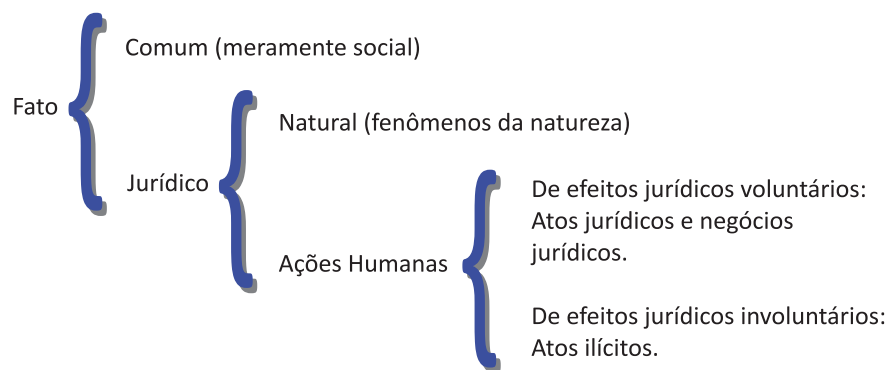 Comum (meramente social)
Fato
Natural (fenômenos da natureza)
Jurídico
De efeitos jurídicos voluntários:
Atos jurídicos e negócios
jurídicos.
Ações Humanas
De efeitos jurídicos involuntários:
Atos ilícitos.